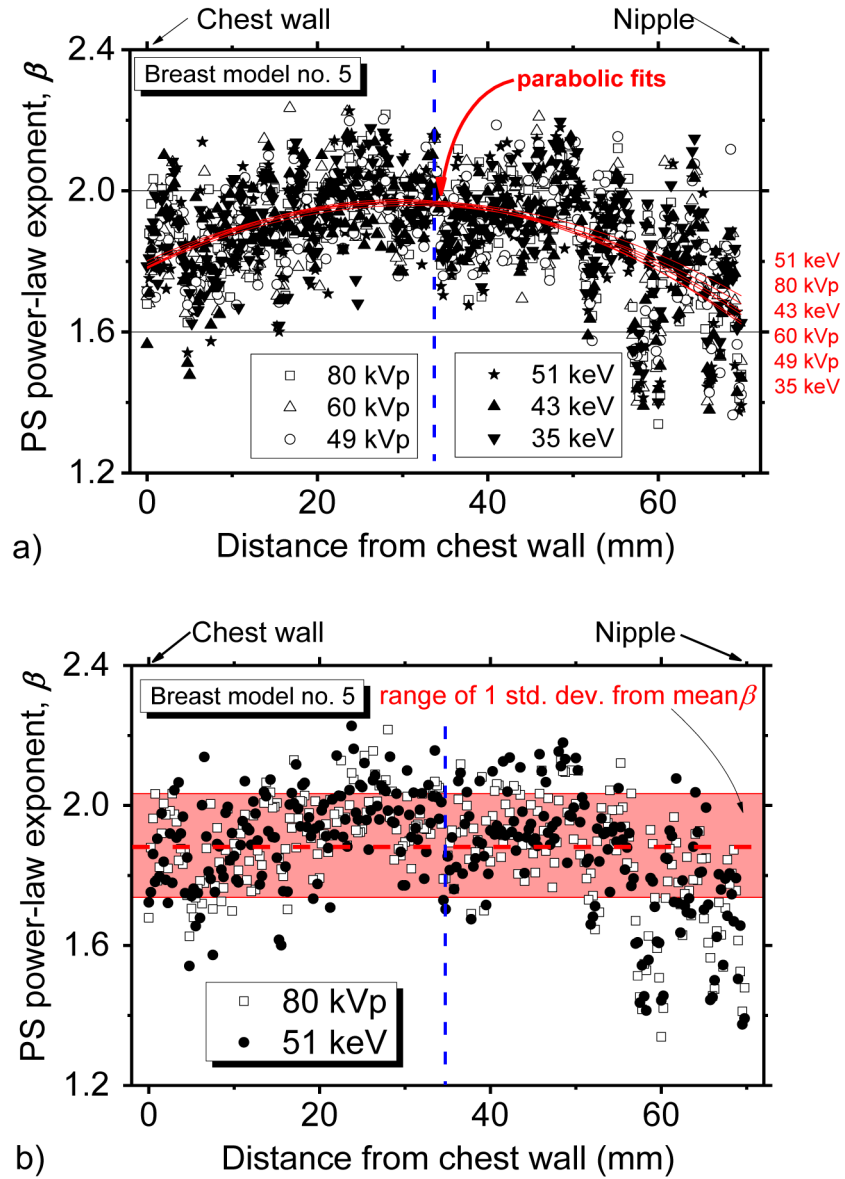 Chest wall Nipple
2.4
Breast model no. 5
parabolic fits
2.0
PS power-law exponent, β
1.6
51 keV
80 kVp
43 keV
60 kVp
49 kVp
35 keV
80 kVp 51 keV
60 kVp 43 keV
49 kVp 35 keV
1.2
0 20 40 60
a) Distance from chest wall (mm)
Chest wall Nipple
2.4
Breast model no. 5 range of 1 std. dev. from mean β
2.0
PS power-law exponent, β
1.6
80 kVp
51 keV
1.2
0 20 40 60
b) Distance from chest wall (mm)